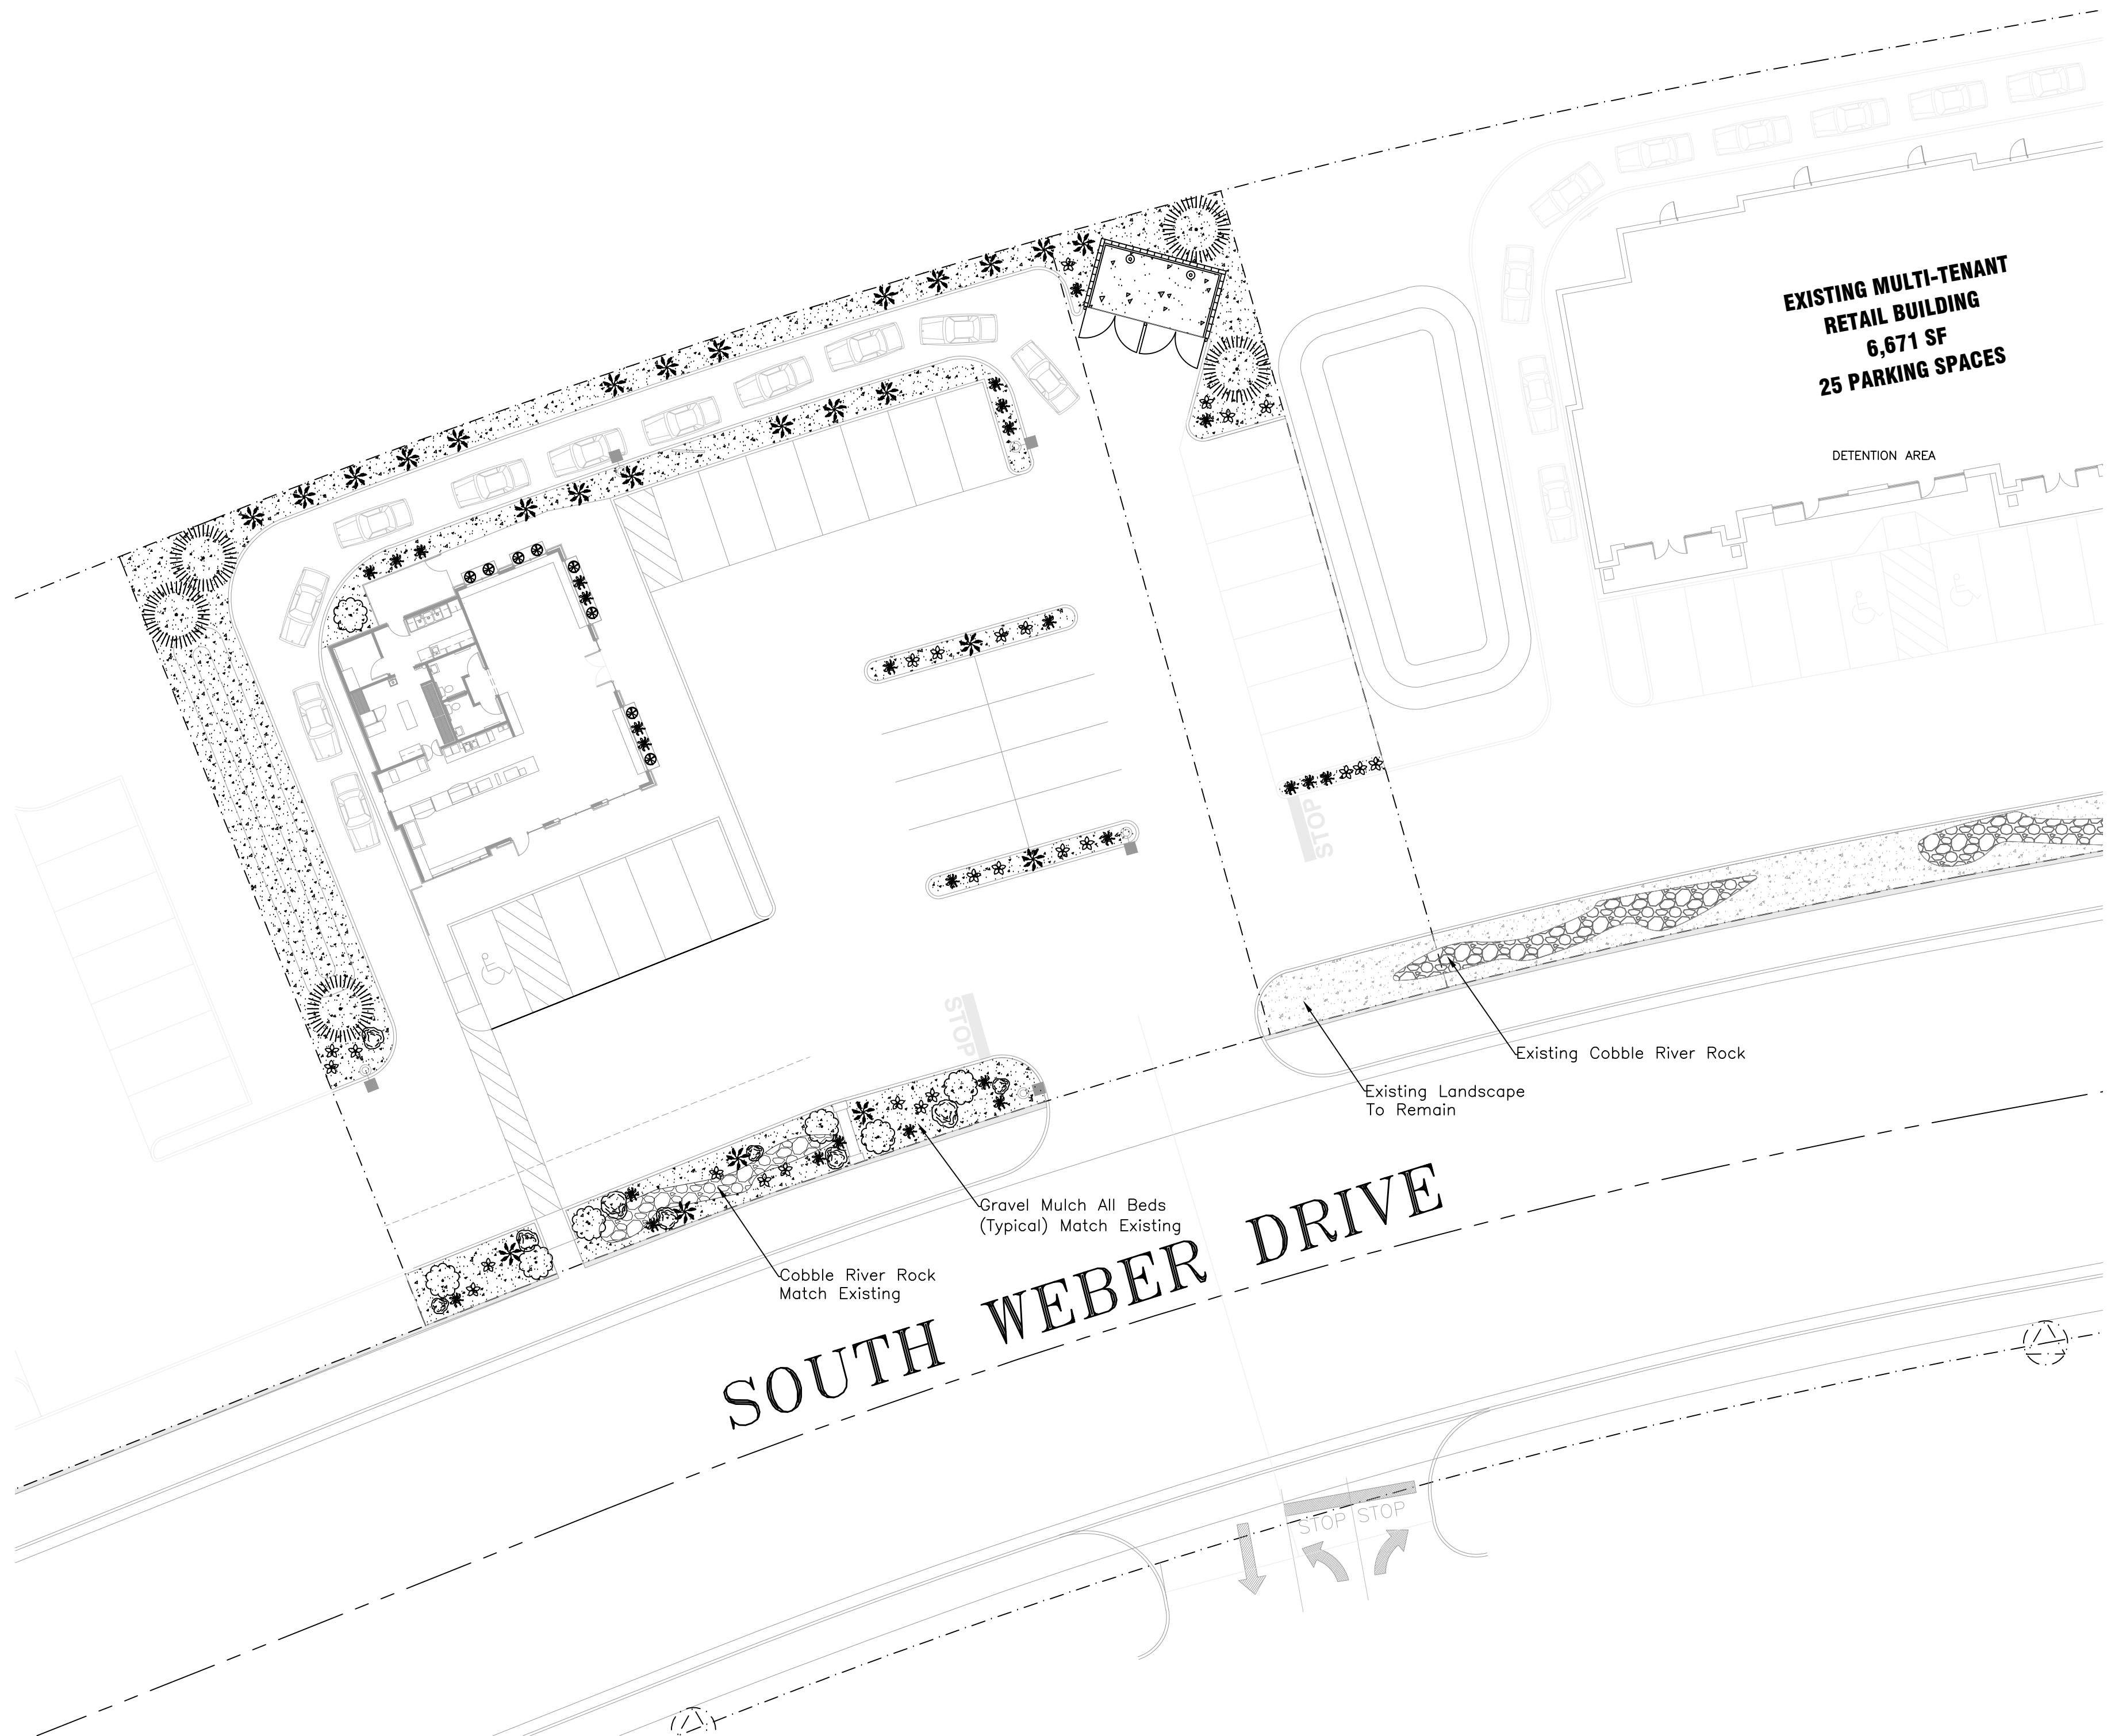 EXISTING MULTI-TENANT
RETAIL BUILDING
6,671 SF
25 PARKING SPACES
DETENTION AREA
STOP
STOP
Existing Cobble River Rock
Existing Landscape
To Remain
Gravel Mulch All Beds
(Typical) Match Existing
Cobble River Rock
Match Existing
SOUTH WEBER DRIVE
STOP
STOP